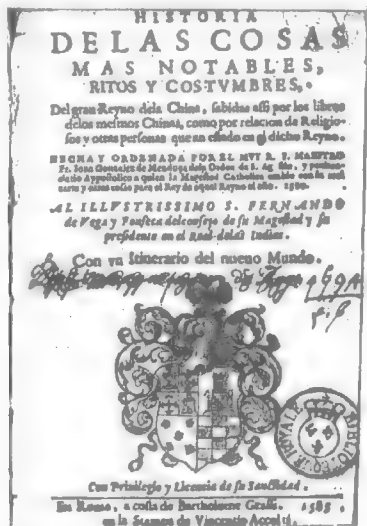 HISTORIA
DE LAS COSAS
MAS NOTABLES,
RITOS Y COSTVMBRES,
Del gran Reyno dela China, sabidas assi por los libros
delos mesmos Chinas, como por relacion de Religio-
sos y otras personas que an estado en el dicho Reyno.
HECHA Y ORDENADA POR EL MVY R. P. MAESTRO
Fr. Ioan Gonzalez de Mendoça dela Orden de S. Agustin, y peniten-
ciario Appostolico a quien la Magestad Catholica embio con su real
carta y otras cosas para el Rey de aquel Reyno el año. 1580.
AL ILLVSTRISSIMO S. FERNANDO
de Vega y Fonseca del consejo de su Magestad y su
presidente en el Real delas Indias.
Con vn Itinerario del nueuo Mundo.
Con Priuilegio y Licencia de su Sanctidad.
En Roma, a costa de Bartholome Grassi. 1585.
en la Stampa de Vincentio Accolti.